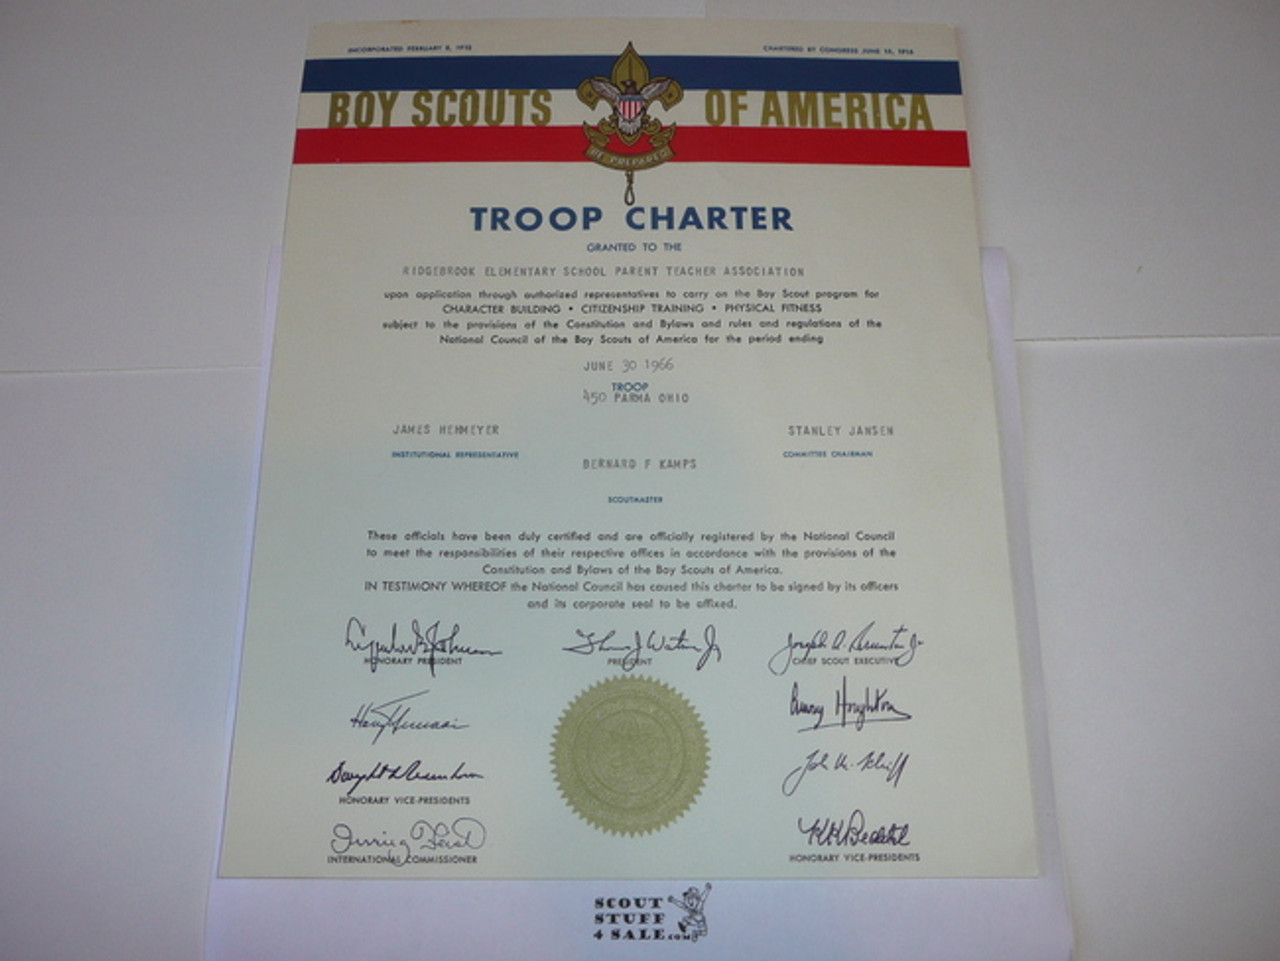 INCORPORATED FEBRUARY 8, 1910
CHARTERED BY CONGRESS JUNE 15, 1916
BOY SCOUTS OF AMERICA
BE PREPARED
TROOP CHARTER
GRANTED TO THE
RIDGEBROOK ELEMENTARY SCHOOL PARENT TEACHER ASSOCIATION
upon application through authorized representatives to carry on the Boy Scout program for
CHARACTER BUILDING • CITIZENSHIP TRAINING • PHYSICAL FITNESS
subject to the provisions of the Constitution and Bylaws and rules and regulations of the
National Council of the Boy Scouts of America for the period ending
JUNE 30 1966
TROOP
450 PARMA OHIO
JAMES HEHMEYER
STANLEY JANSEN
INSTITUTIONAL REPRESENTATIVE
COMMITTEE CHAIRMAN
BERNARD F KAMPS
SCOUTMASTER
These officials have been duly certified and are officially registered by the National Council
to meet the responsibilities of their respective offices in accordance with the provisions of the
Constitution and Bylaws of the Boy Scouts of America.
IN TESTIMONY WHEREOF the National Council has caused this charter to be signed by its officers
and its corporate seal to be affixed.
HONORARY PRESIDENT
PRESIDENT
CHIEF SCOUT EXECUTIVE
HONORARY VICE-PRESIDENTS
INTERNATIONAL COMMISSIONER
HONORARY VICE-PRESIDENTS
SCOUT
STUFF
4 SALE.com